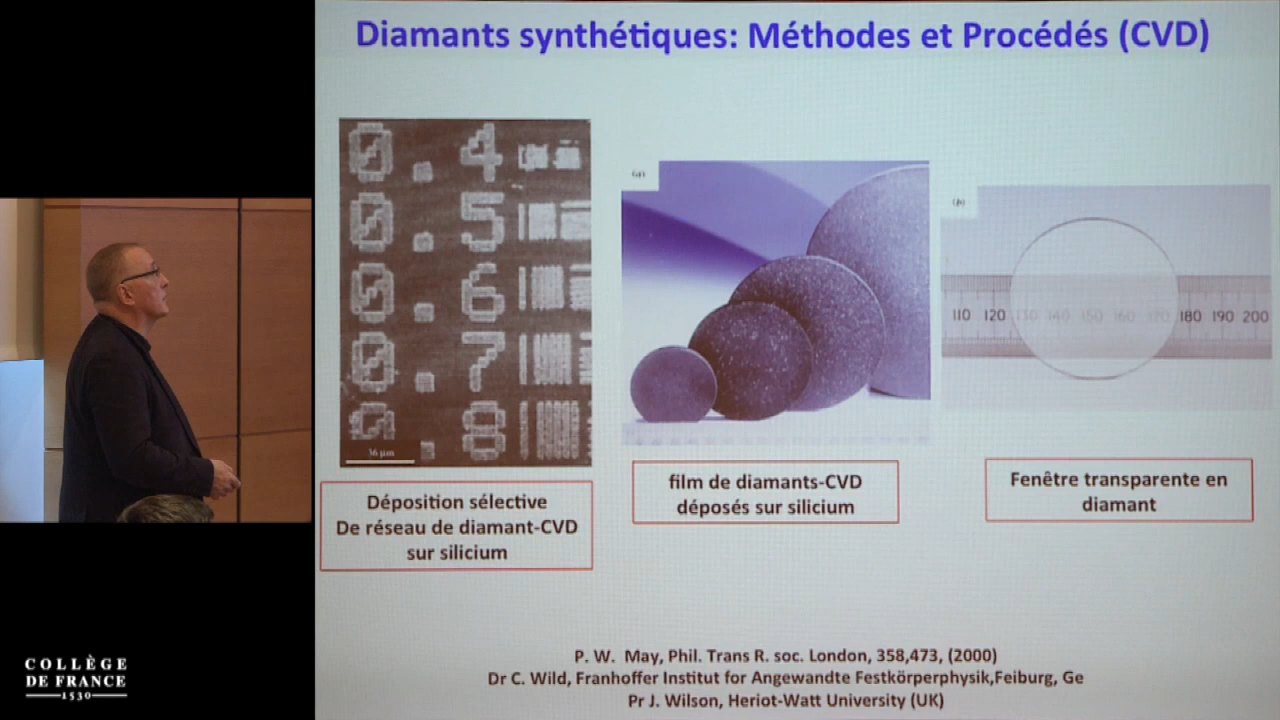 Diamants synthétiques: Méthodes et Procédés (CVD)
0.4
0.5
0.6
0.7
0.8
36 µm
(a)
(b)
110 120 130 140 150 160 170 180 190 200
Déposition sélective
De réseau de diamant-CVD
sur silicium
film de diamants-CVD
déposés sur silicium
Fenêtre transparente en
diamant
P. W. May, Phil. Trans R. soc. London, 358,473, (2000)
Dr C. Wild, Franhoffer Institut for Angewandte Festkörperphysik,Feiburg, Ge
Pr J. Wilson, Heriot-Watt University (UK)
COLLÈGE
DE FRANCE
1530